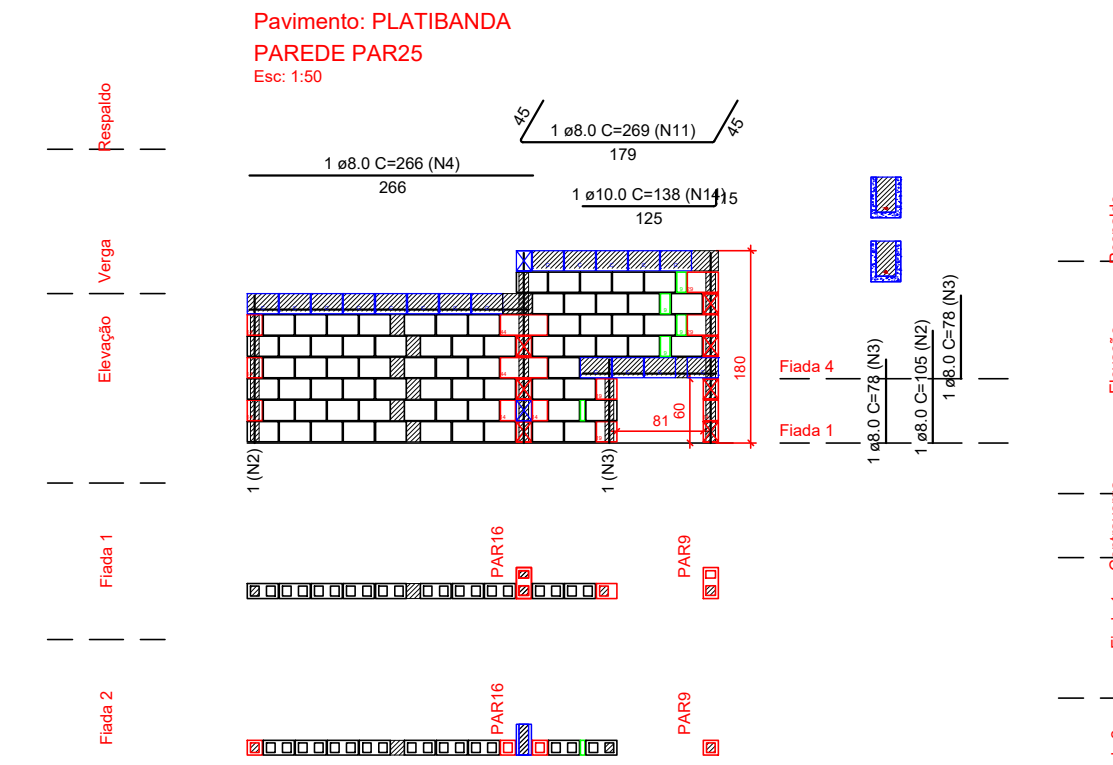 Pavimento: PLATIBANDA
PAREDE PAR25
Esc: 1:50
Respaldo
45
1 ø8.0 C=269 (N11)
45
179
1 ø8.0 C=266 (N4)
266
1 ø10.0 C=138 (N14)
15
125
Verga
Elevação
180
60
81
Fiada 4
Fiada 1
1 ø8.0 C=78 (N3)
1 ø8.0 C=105 (N2)
1 ø8.0 C=78 (N3)
1 (N2)
1 (N3)
Fiada 1
PAR16
PAR9
Fiada 2
PAR16
PAR9